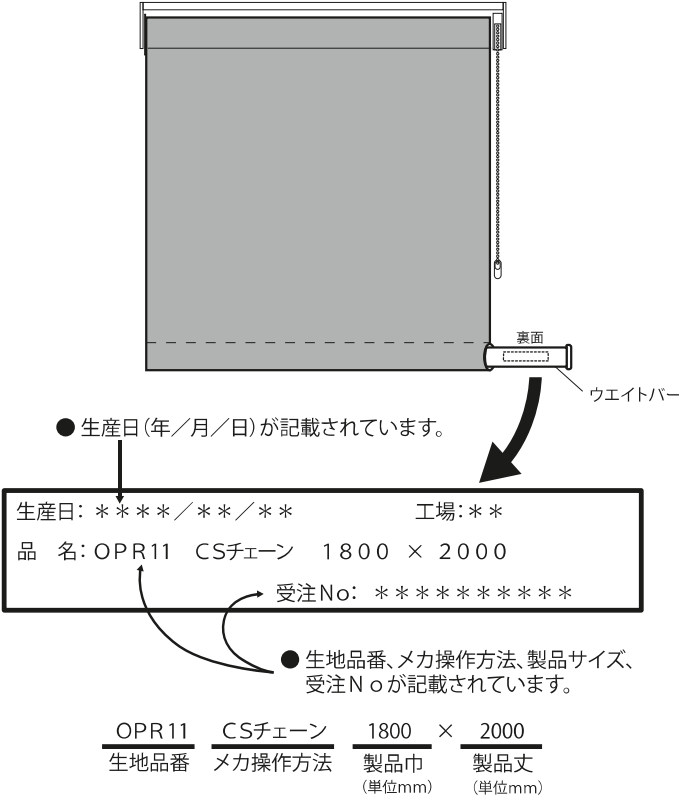 裏面
ウエイトバー
●生産日(年／月／日)が記載されています。
生産日：＊＊＊＊／＊＊／＊＊　工場：＊＊
品　名：OPR11　CSチェーン　1800 × 2000
受注No：＊＊＊＊＊＊＊＊＊＊
●生地品番、メカ操作方法、製品サイズ、
受注Noが記載されています。
OPR11　CSチェーン　1800 × 2000
生地品番　メカ操作方法　製品巾　製品丈
(単位mm)　(単位mm)